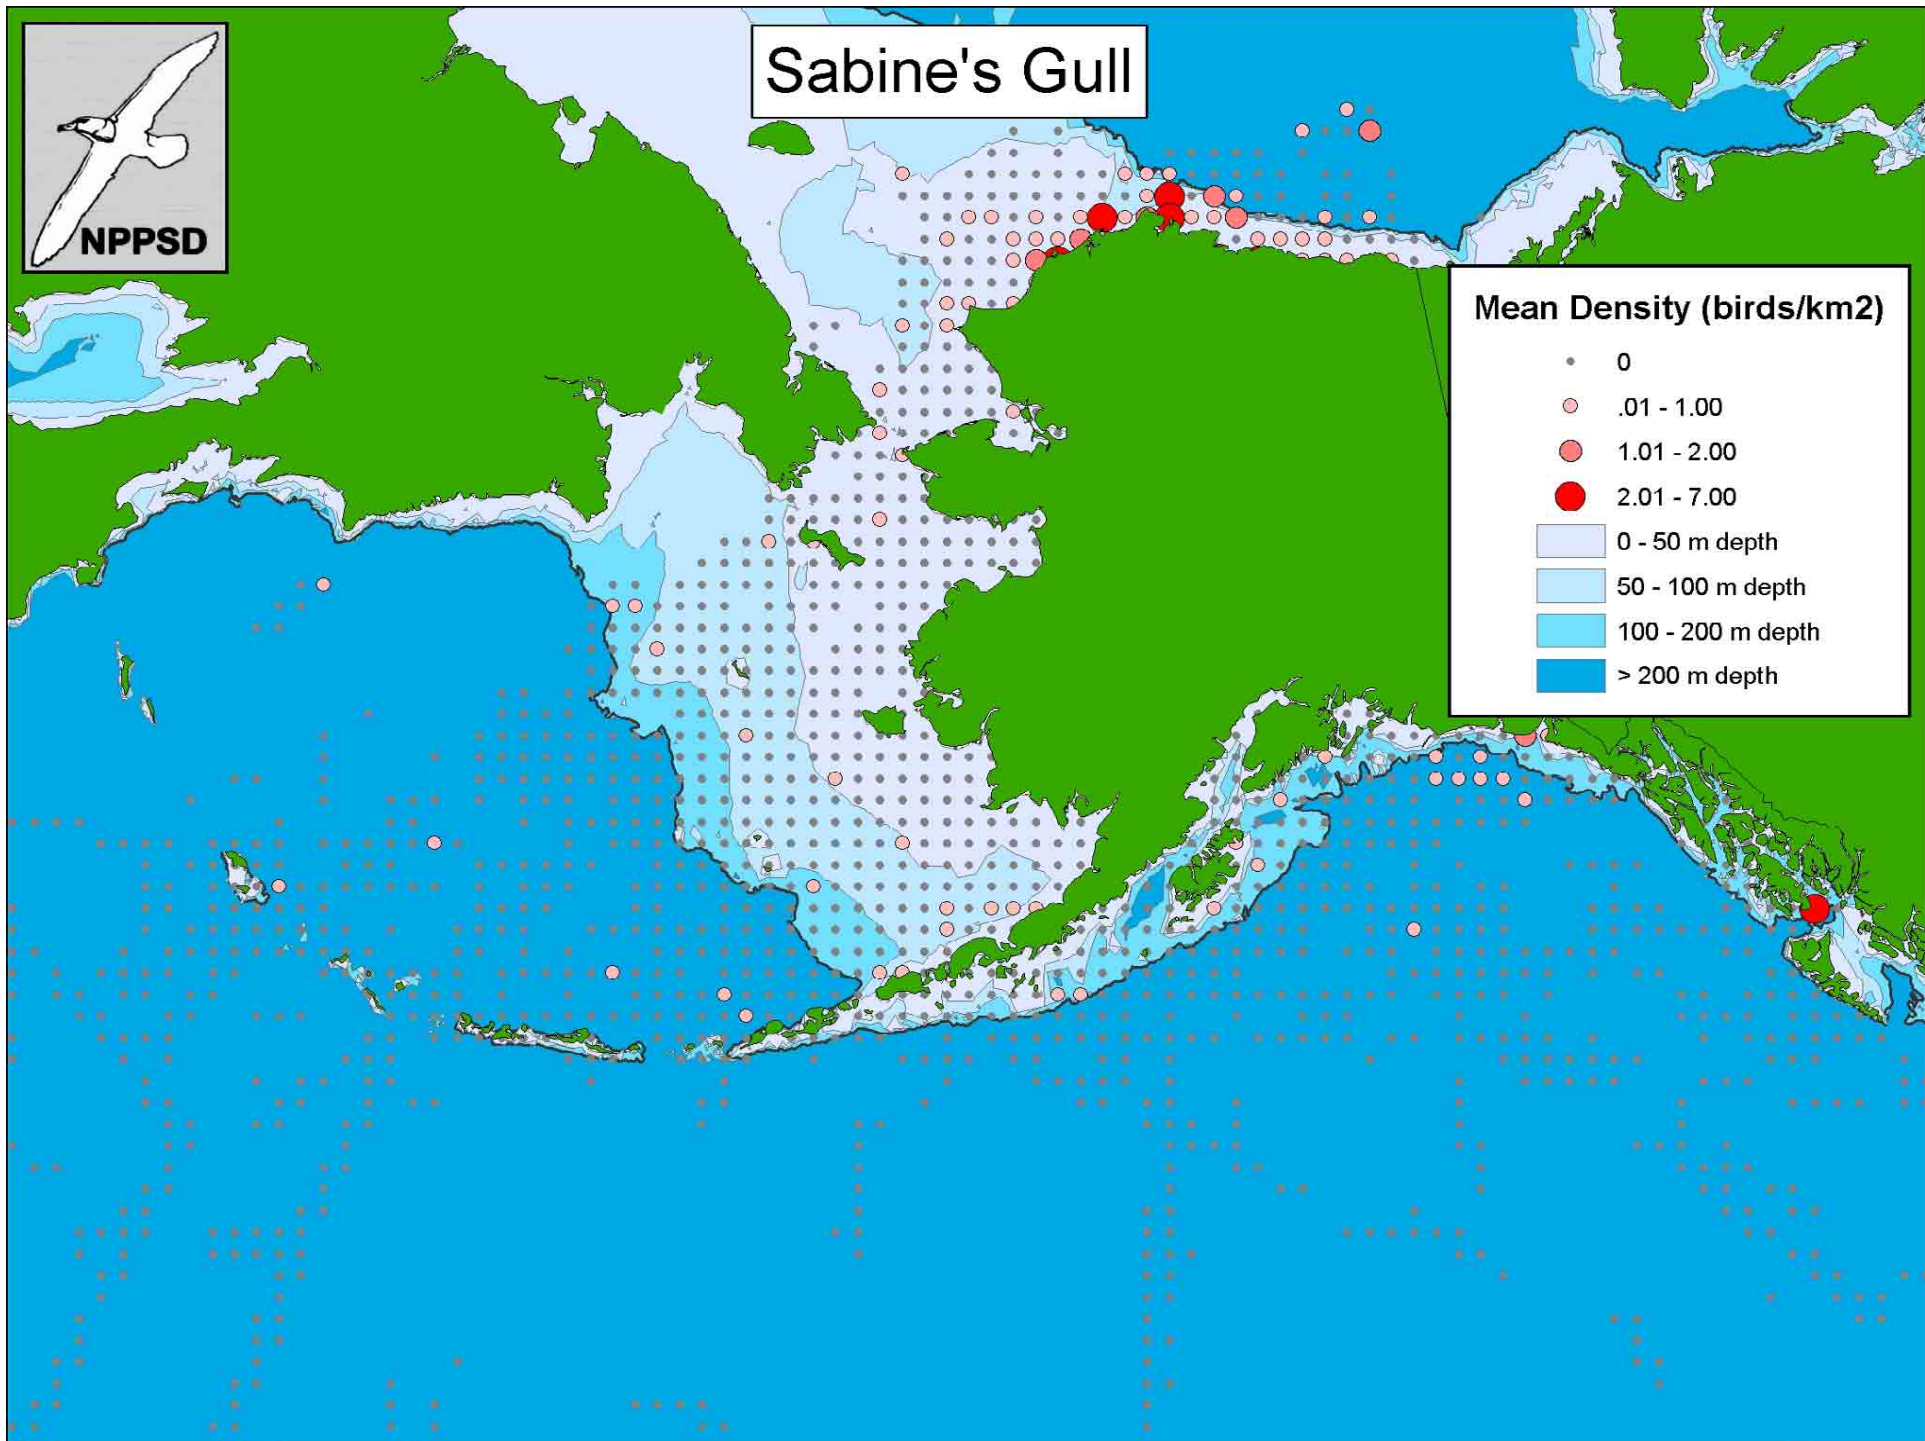 Sabine's Gull
NPPSD
Mean Density (birds/km2)
0
.01 - 1.00
1.01 - 2.00
2.01 - 7.00
0 - 50 m depth
50 - 100 m depth
100 - 200 m depth
> 200 m depth